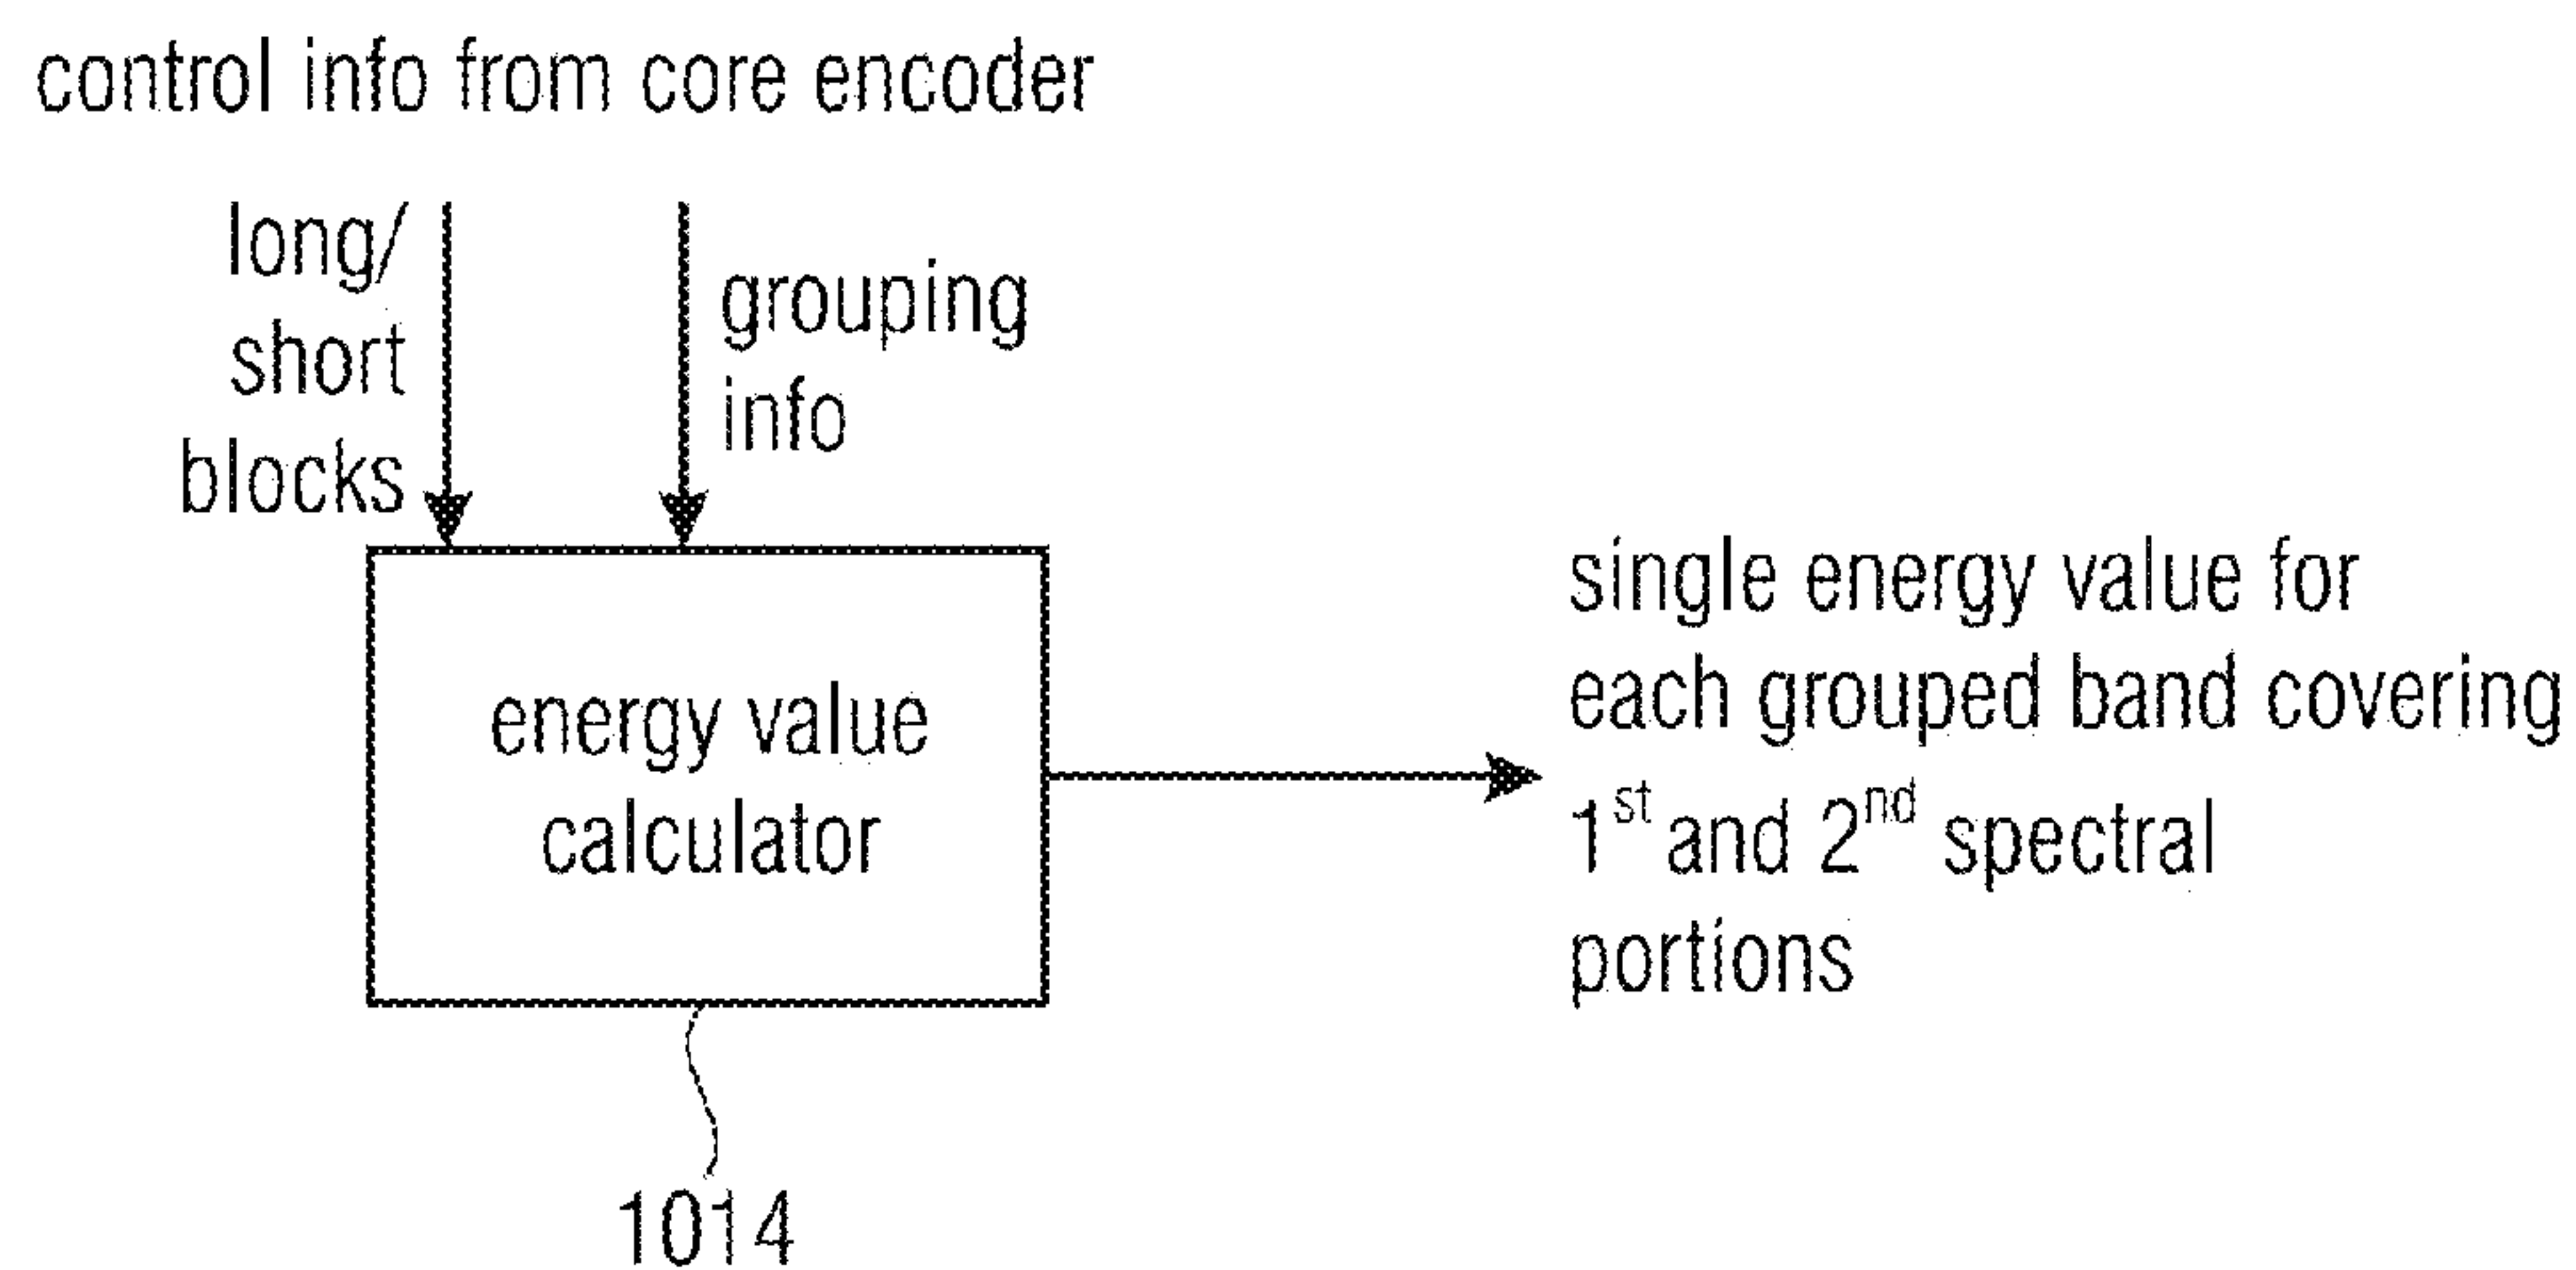 control info from core encoder
long/
short
blocks
grouping
info
energy value
calculator
single energy value for
each grouped band covering
1st and 2nd spectral
portions
1014